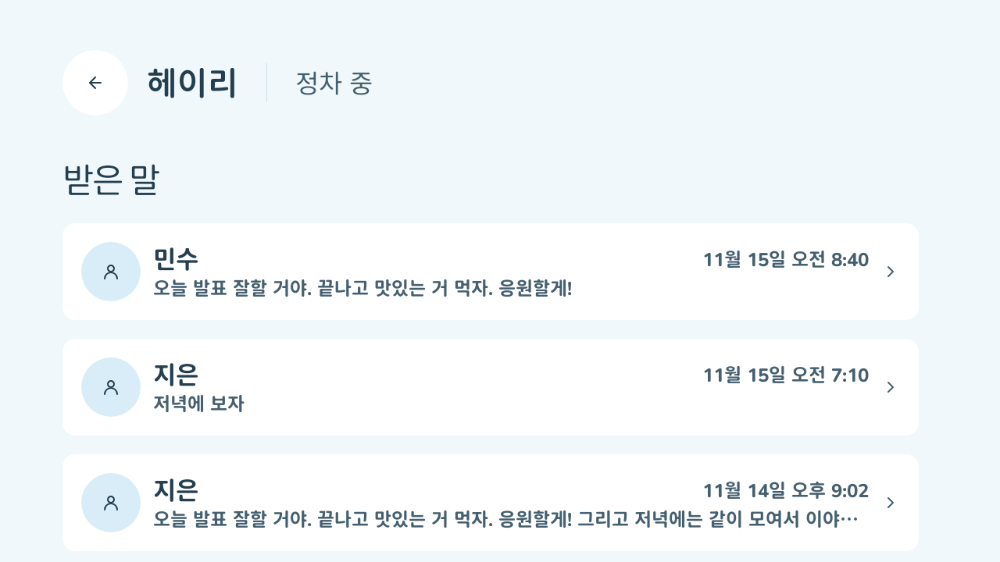 헤이리
정차 중
받은 말
민수
11월 15일 오전 8:40
오늘 발표 잘할 거야. 끝나고 맛있는 거 먹자. 응원할게!
지은
11월 15일 오전 7:10
저녁에 보자
지은
11월 14일 오후 9:02
오늘 발표 잘할 거야. 끝나고 맛있는 거 먹자. 응원할게! 그리고 저녁에는 같이 모여서 이야…